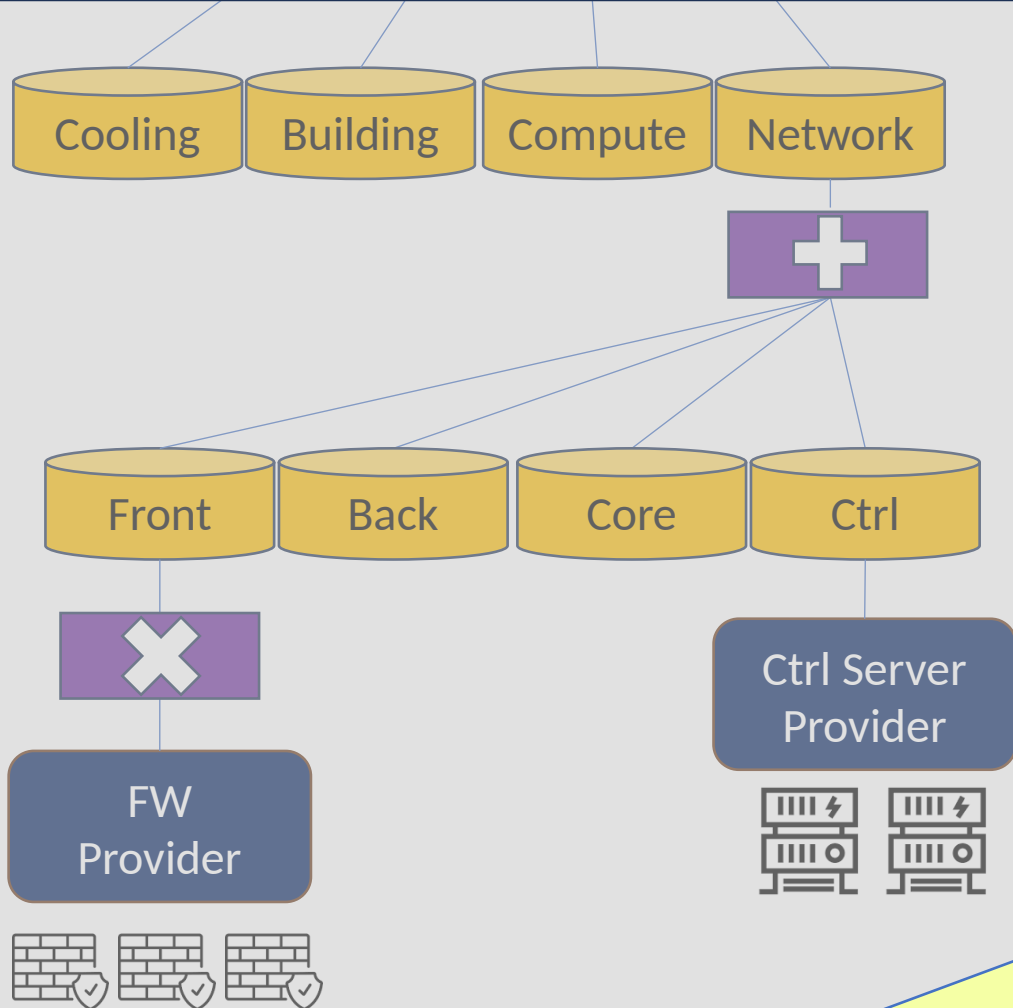 Cooling
Building
Compute
Network
Front
Back
Core
Ctrl
Ctrl Server
Provider
FW
Provider